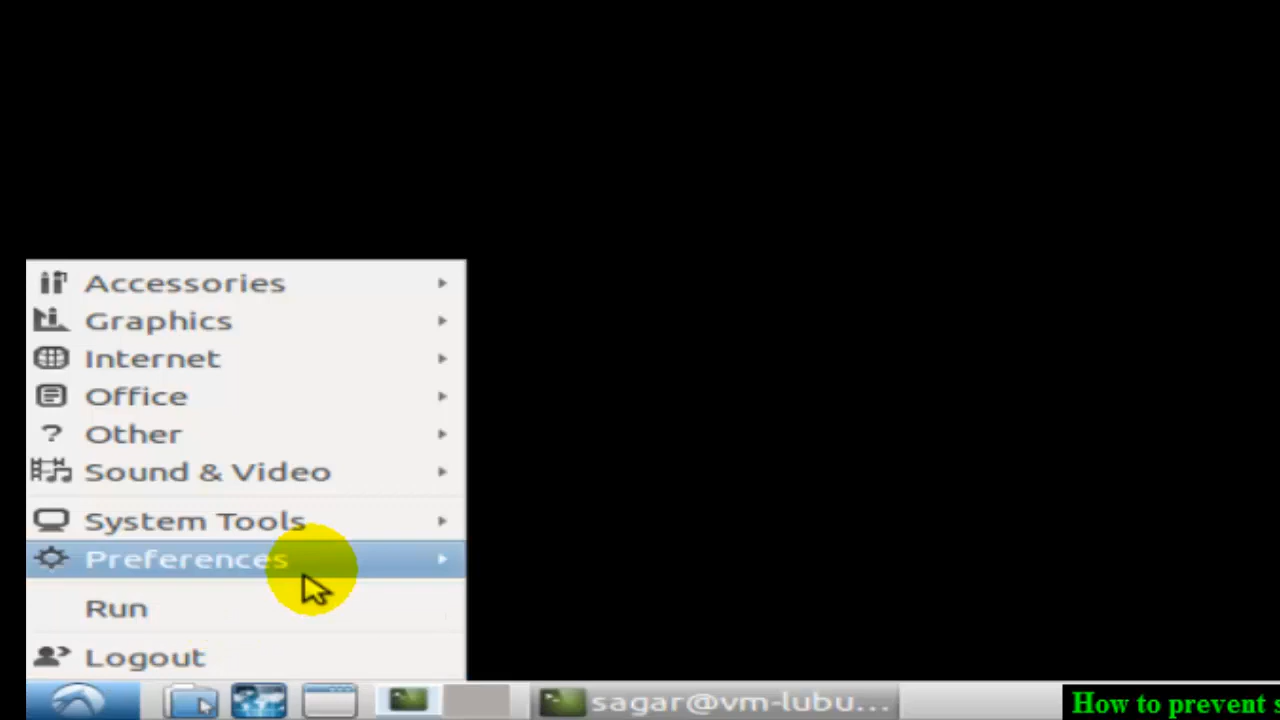 Accessories
Graphics
Internet
Office
? Other
Sound & Video
System Tools
Preferences
Run
Logout
sagar@vm-lubu...
How to prevent s